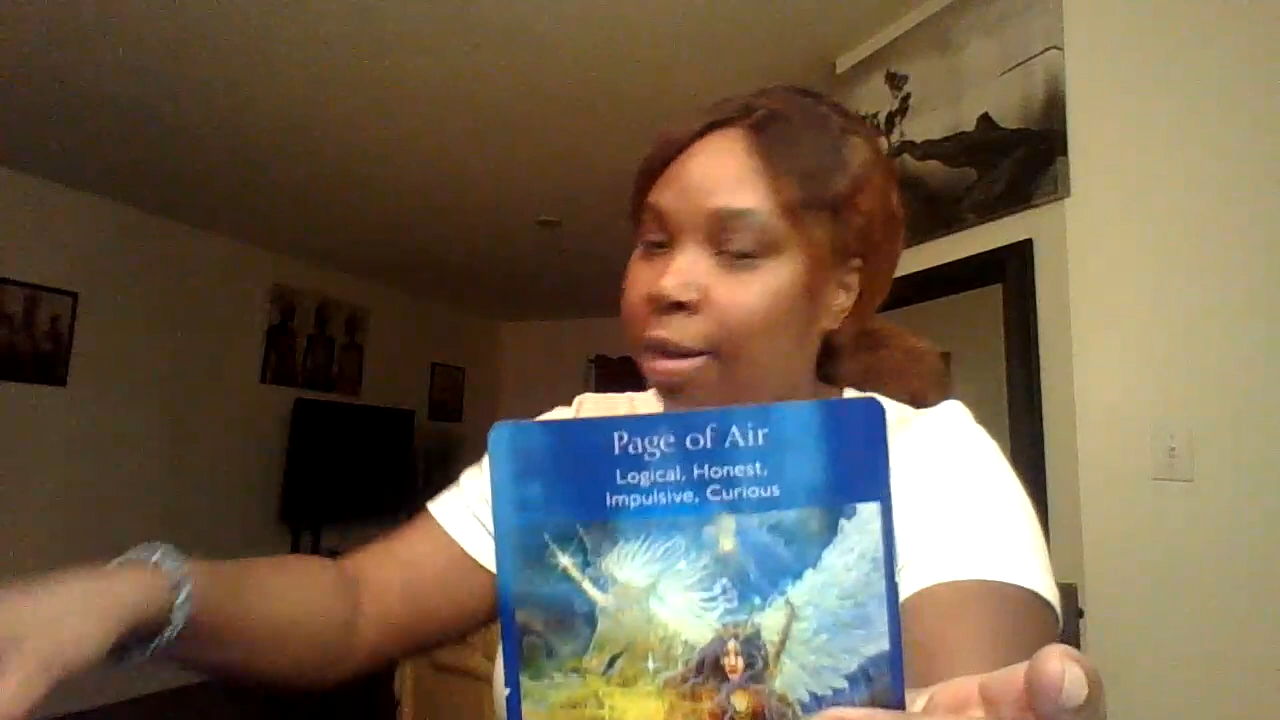 Page of Air
Logical, Honest,
Impulsive, Curious